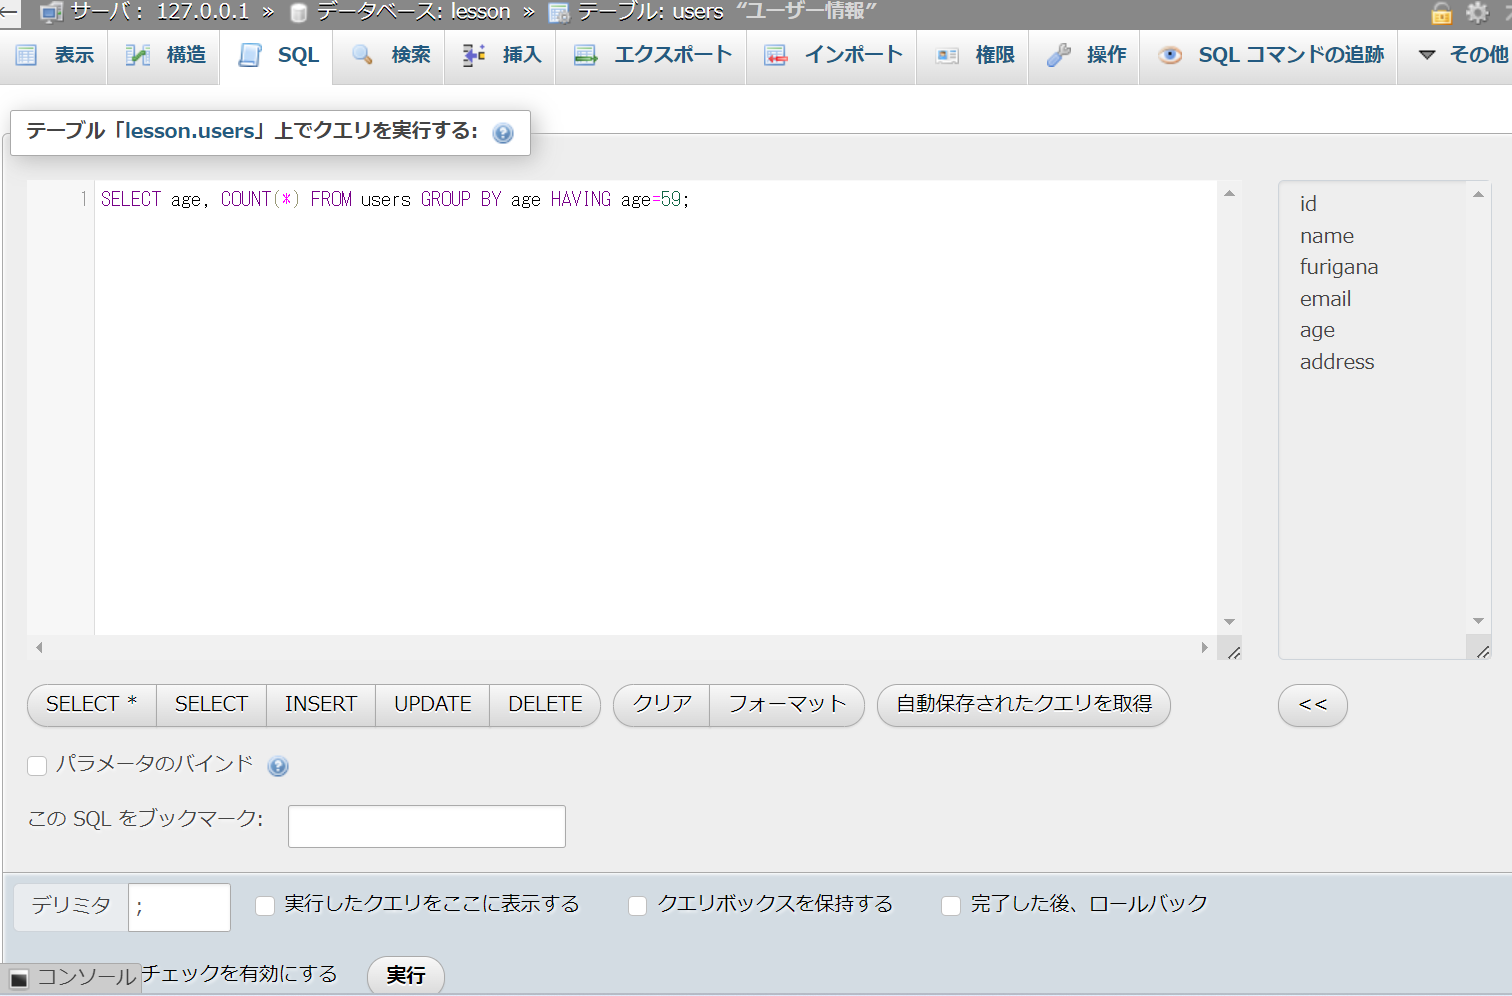 サーバ: 127.0.0.1 » データベース: lesson » テーブル: users “ユーザー情報”
表示 構造 SQL 検索 挿入 エクスポート インポート 権限 操作 SQL コマンドの追跡 その他
テーブル「lesson.users」上でクエリを実行する:
1 SELECT age, COUNT(*) FROM users GROUP BY age HAVING age=59;
id
name
furigana
email
age
address
SELECT * SELECT INSERT UPDATE DELETE クリア フォーマット 自動保存されたクエリを取得 <<
パラメータのバインド
この SQL をブックマーク:
デリミタ ; 実行したクエリをここに表示する クエリボックスを保持する 完了した後、ロールバック
コンソール チェックを有効にする 実行